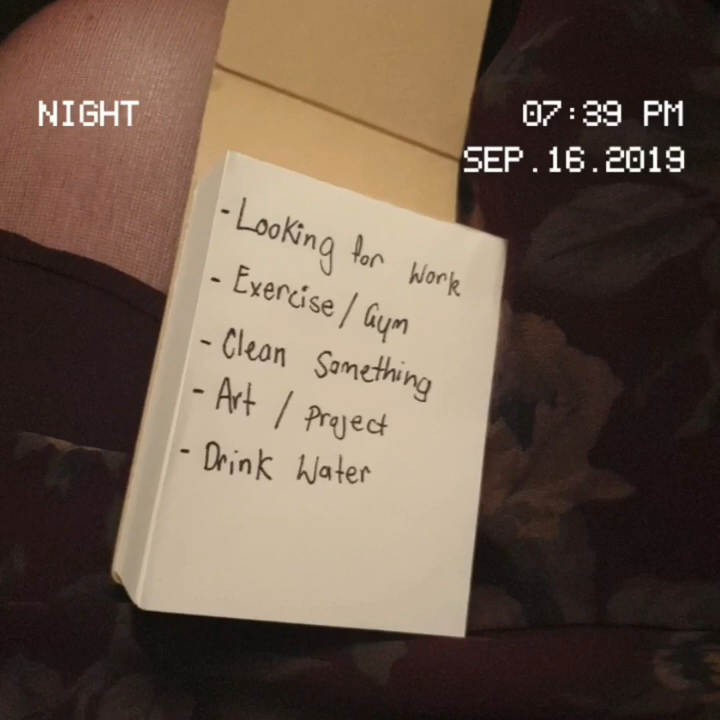 NIGHT
07:39 PM
SEP.16.2019
- Looking for work
- Exercise / Gym
- Clean Something
- Art / Project
- Drink Water